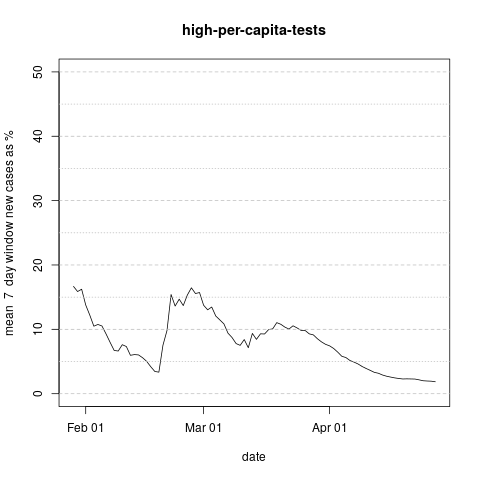 high-per-capita-tests
mean 7 day window new cases as %
50
40
30
20
10
0
Feb 01
Mar 01
Apr 01
date